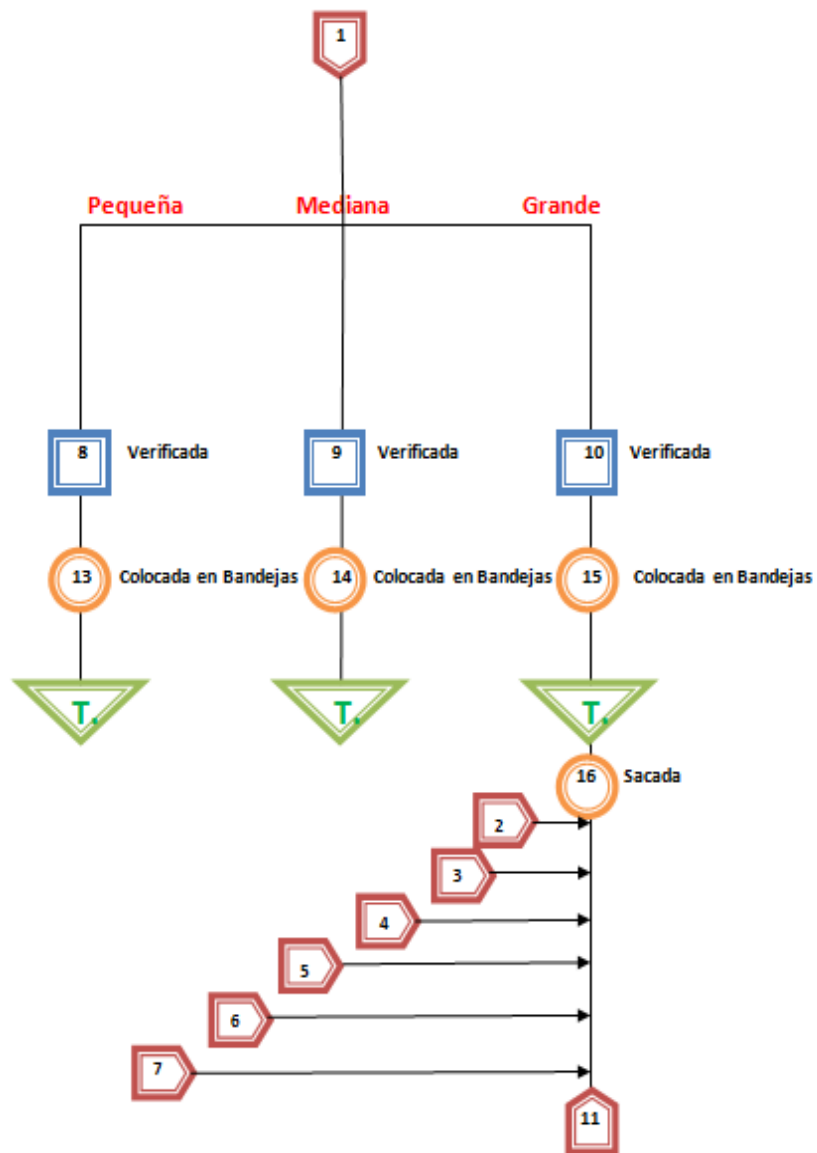 1
Pequeña Mediana Grande
8 Verificada 9 Verificada 10 Verificada
13 Colocada en Bandejas 14 Colocada en Bandejas 15 Colocada en Bandejas
T. T. T.
16 Sacada
2
3
4
5
6
7
11